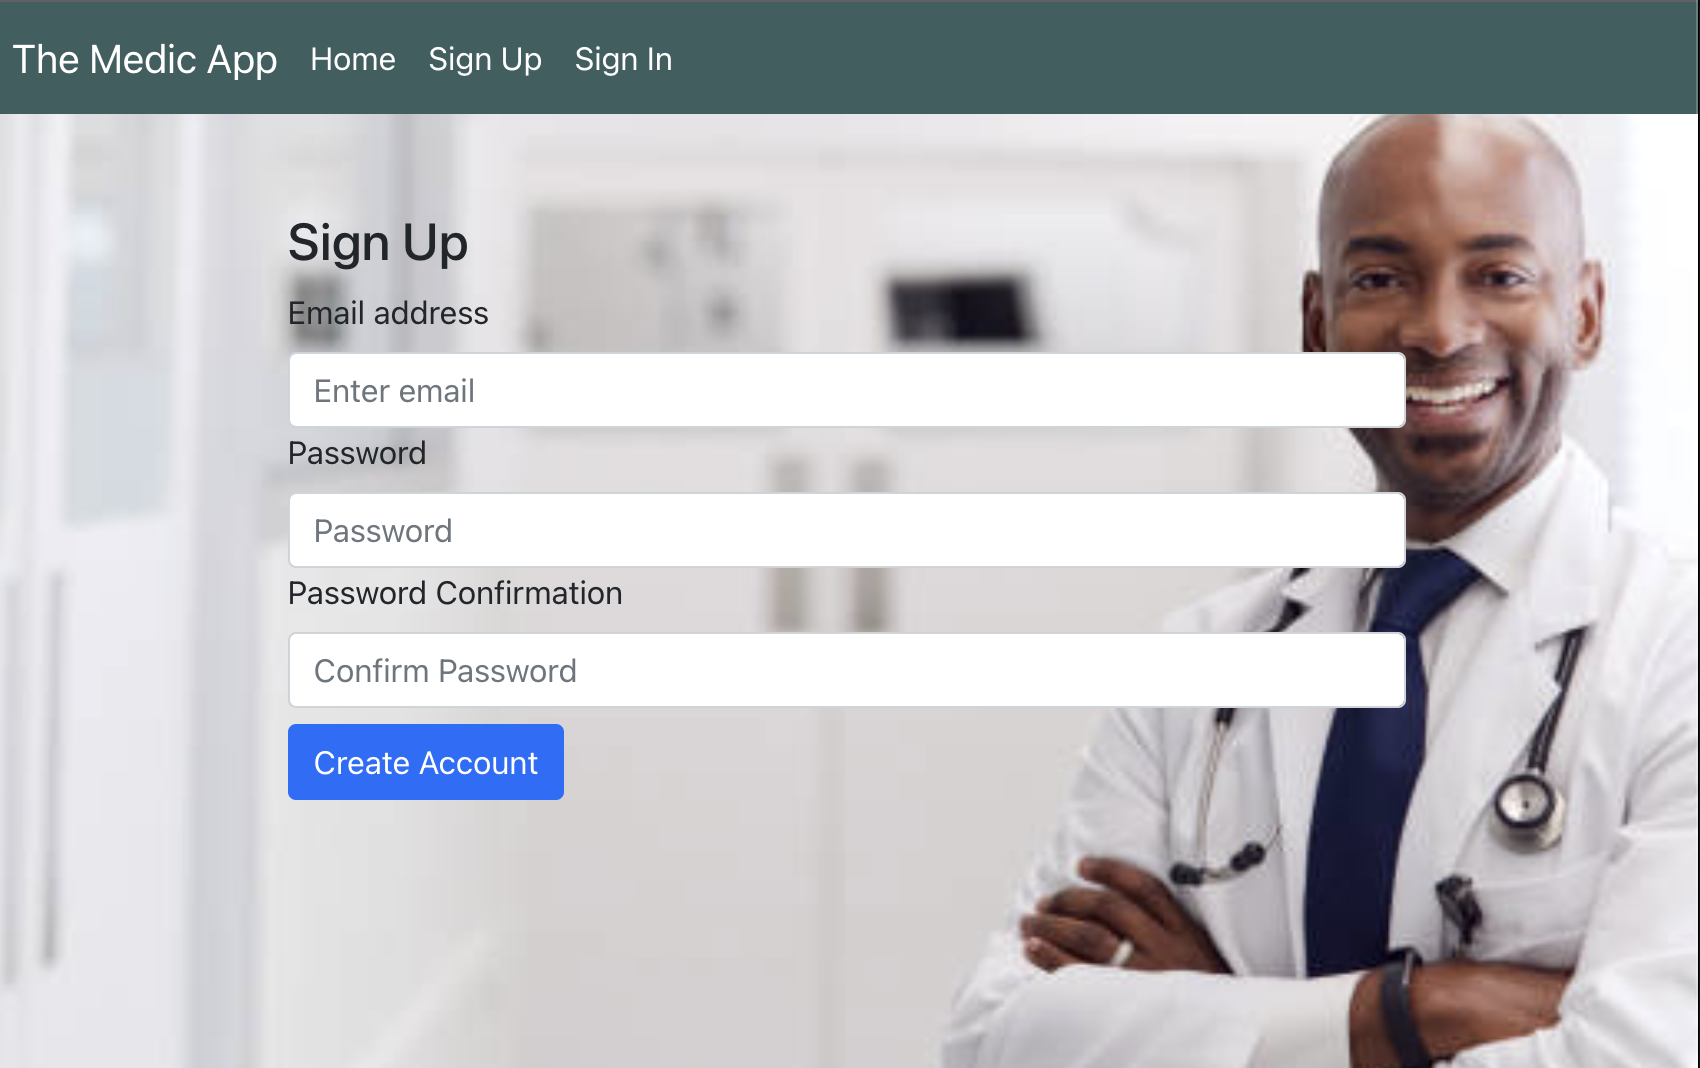 The Medic App Home Sign Up Sign In
Sign Up
Email address
Enter email
Password
Password
Password Confirmation
Confirm Password
Create Account